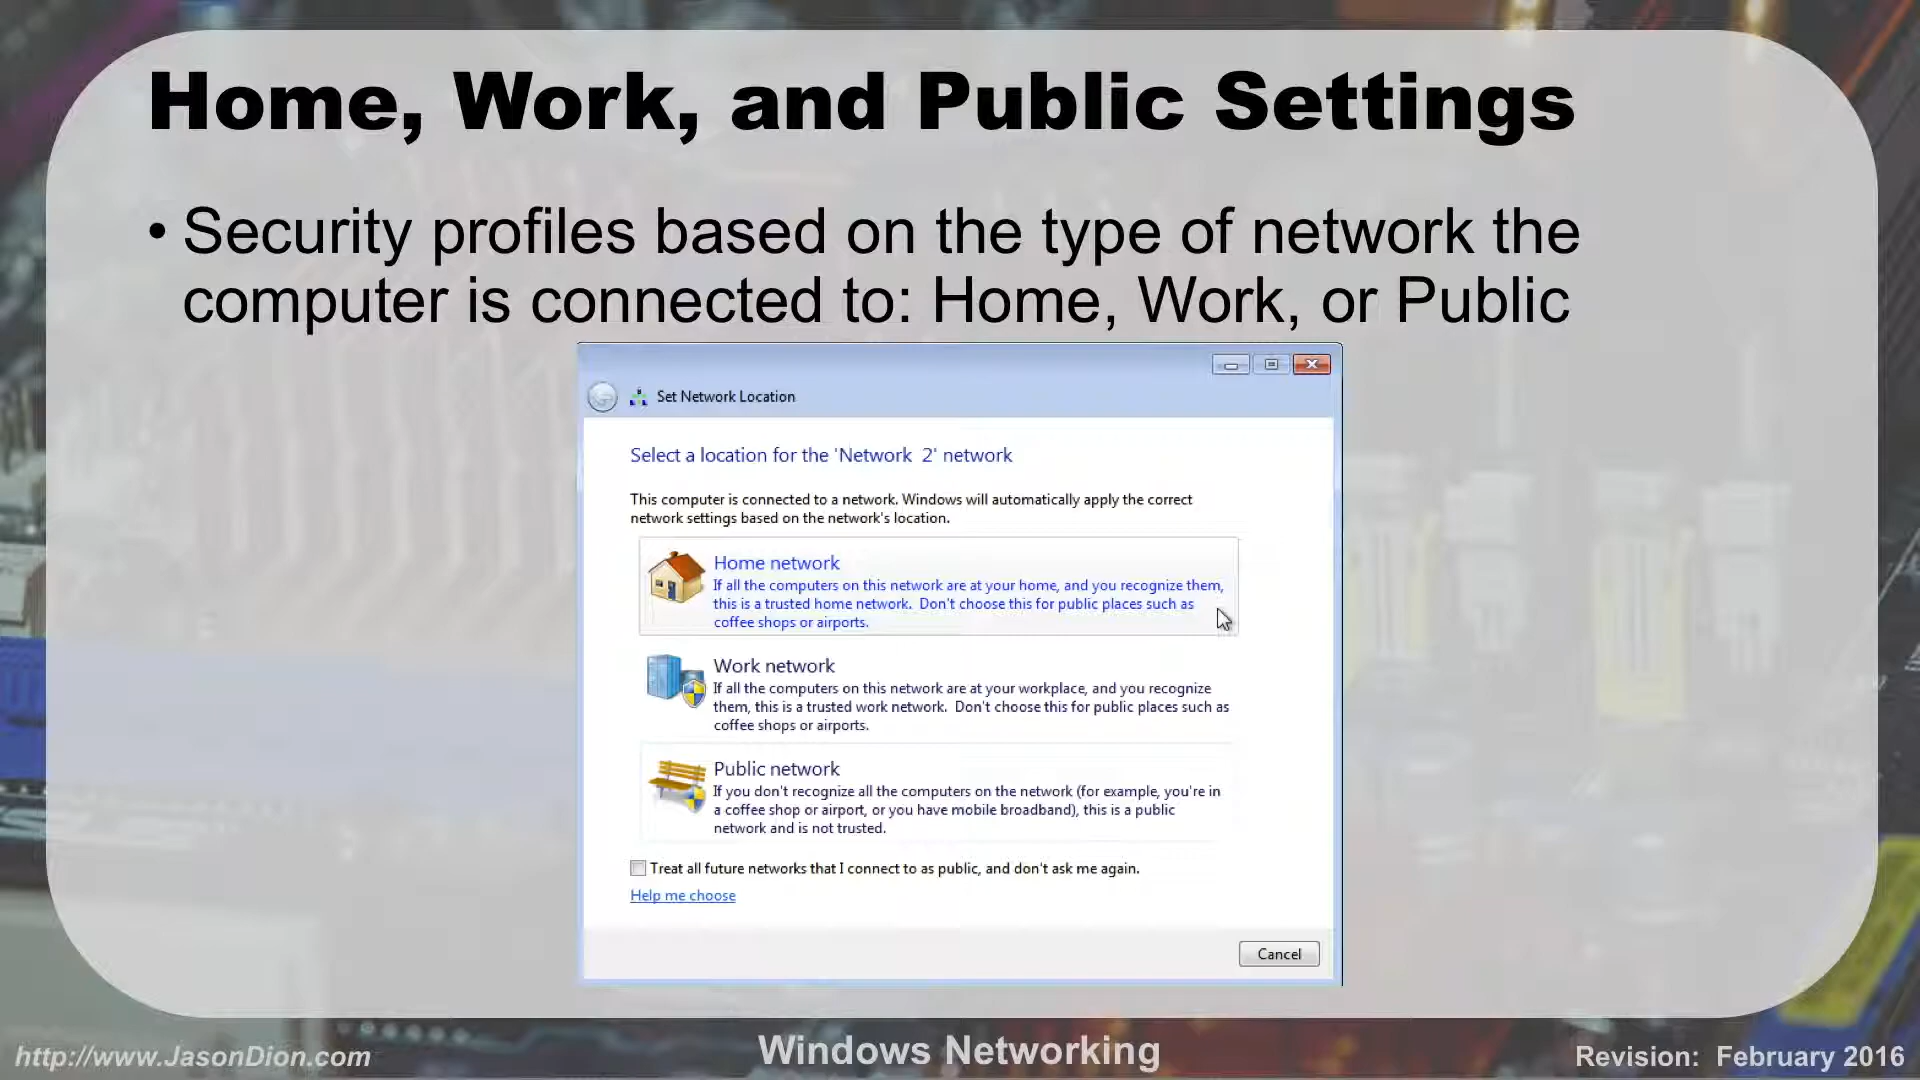 Home, Work, and Public Settings
• Security profiles based on the type of network the
computer is connected to: Home, Work, or Public
Set Network Location
Select a location for the 'Network  2' network
This computer is connected to a network. Windows will automatically apply the correct
network settings based on the network's location.
Home network
If all the computers on this network are at your home, and you recognize them,
this is a trusted home network.  Don't choose this for public places such as
coffee shops or airports.
Work network
If all the computers on this network are at your workplace, and you recognize
them, this is a trusted work network.  Don't choose this for public places such as
coffee shops or airports.
Public network
If you don't recognize all the computers on the network (for example, you're in
a coffee shop or airport, or you have mobile broadband), this is a public
network and is not trusted.
Treat all future networks that I connect to as public, and don't ask me again.
Help me choose
Cancel
http://www.JasonDion.com
Windows Networking
Revision:  February 2016